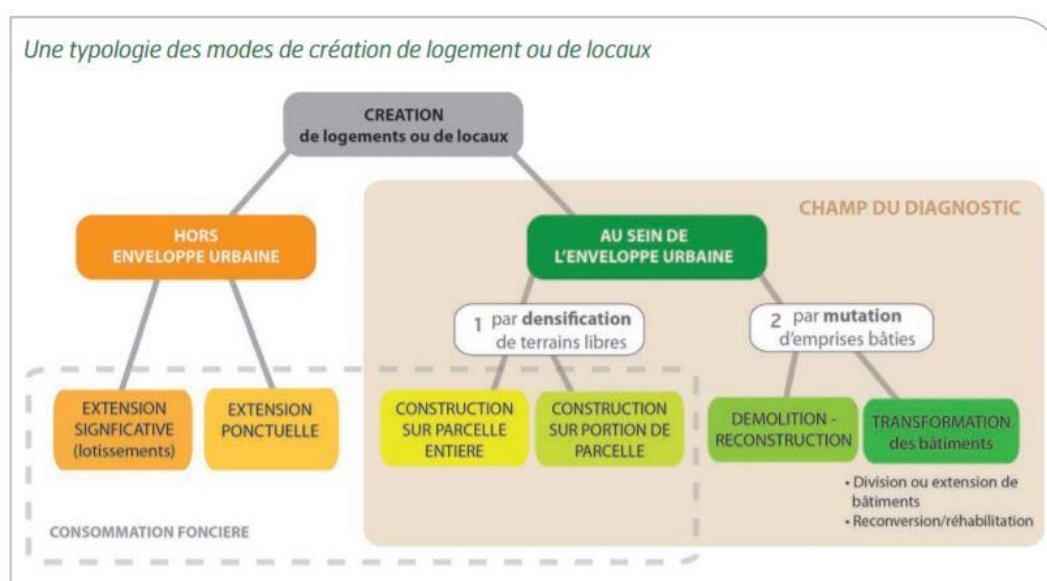 Une typologie des modes de création de logement ou de locaux
CREATION
de logements ou de locaux
CHAMP DU DIAGNOSTIC
HORS
ENVELOPPE URBAINE
AU SEIN DE
L'ENVELOPPE URBAINE
1 par densification
de terrains libres
2 par mutation
d'emprises bâties
EXTENSION
SIGNFICATIVE
(lotissements)
EXTENSION
PONCTUELLE
CONSTRUCTION
SUR PARCELLE
ENTIERE
CONSTRUCTION
SUR PORTION DE
PARCELLE
DEMOLITION -
RECONSTRUCTION
TRANSFORMATION
des bâtiments
• Division ou extension de
bâtiments
• Reconversion/réhabilitation
CONSOMMATION FONCIERE